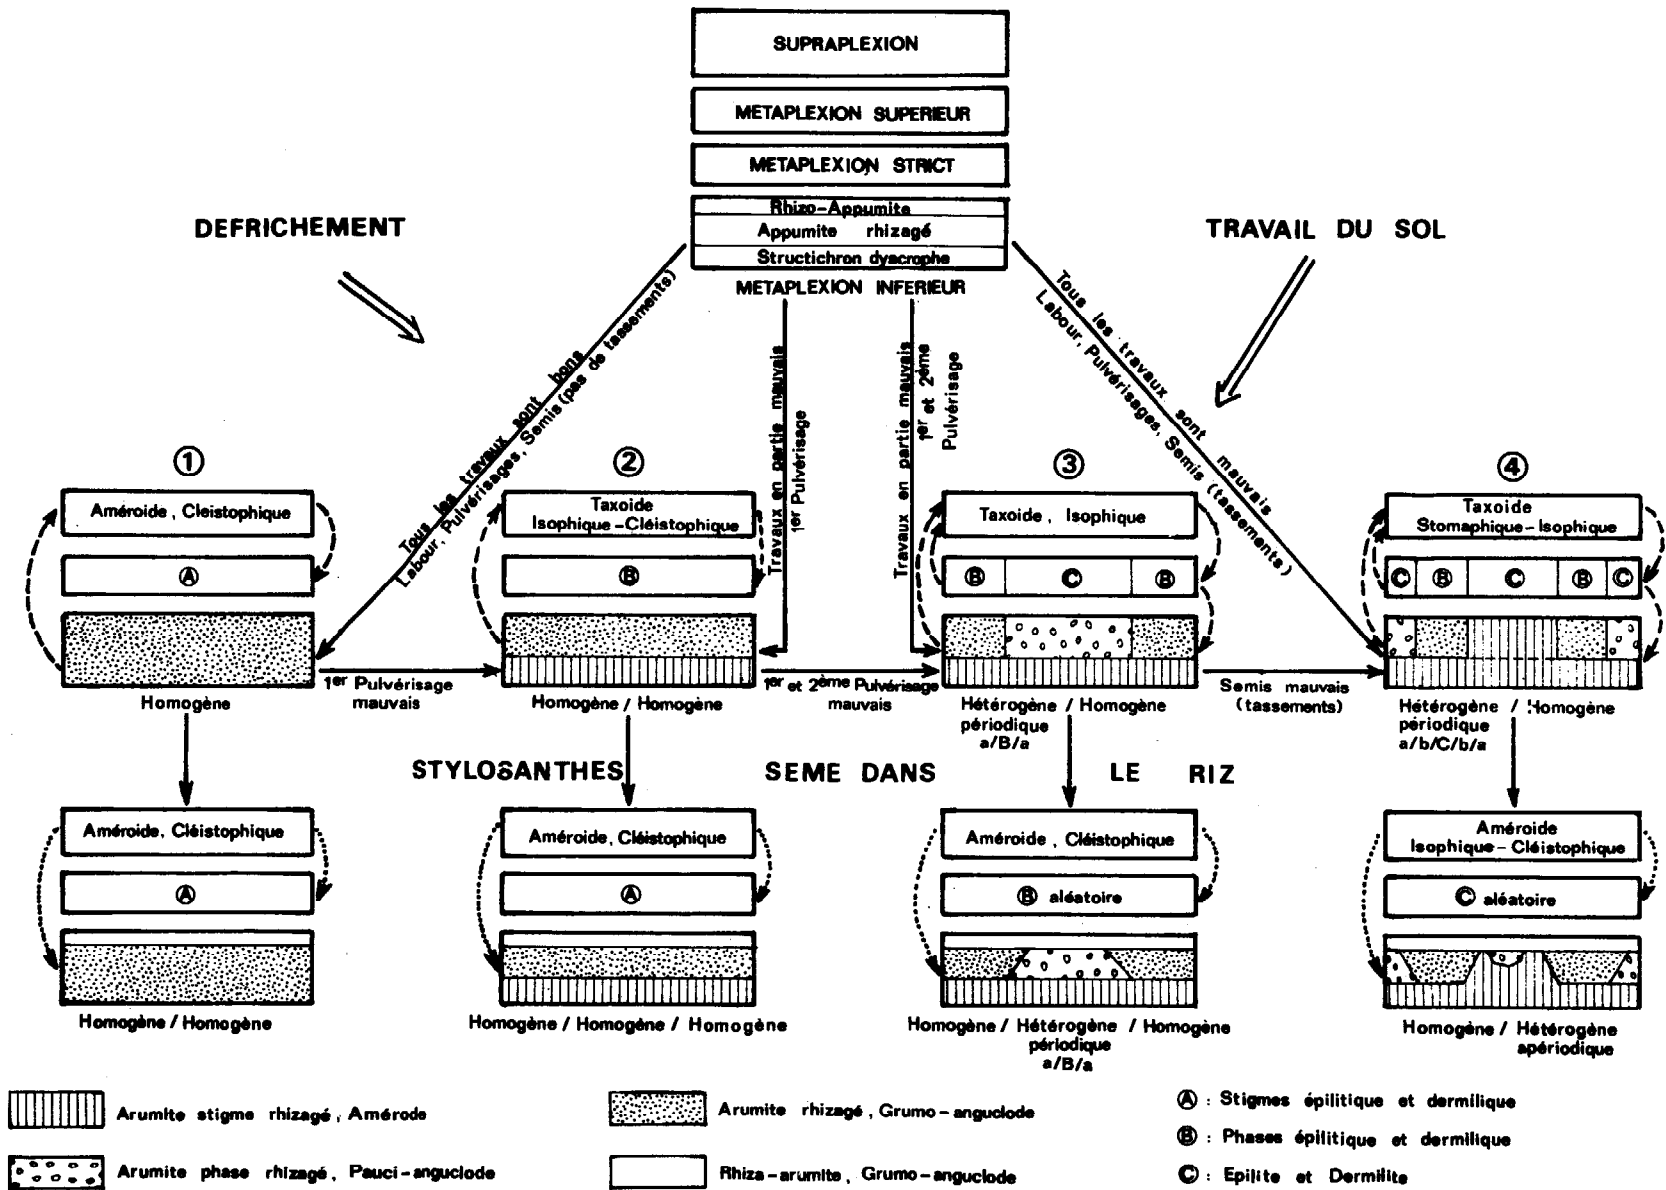 SUPRAPLEXION
METAPLEXION SUPERIEUR
METAPLEXION STRICT
Rhizo-Appumite
Appumite rhizagé
Structichron dyscrophe
METAPLEXION INFERIEUR
DEFRICHEMENT
TRAVAIL DU SOL
Tous les travaux sont bons
Labour, Pulvérisages, Semis (pas de tassements)
Travaux en partie mauvais
1er Pulvérisage
Travaux en partie mauvais
1er et 2ème
Pulvérisage
Tous les travaux sont mauvais
Labour, Pulvérisages, Semis (tassements)
1
2
3
4
Améroide, Cleistophique
Taxoide
Isophique-Cléistophique
Taxoide, Isophique
Taxoide
Stomaphique-Isophique
A
B
B C B
C B C B C
1er Pulvérisage
mauvais
1er et 2ème Pulvérisage
mauvais
Semis mauvais
(tassements)
Homogène
Homogène / Homogène
Hétérogène / Homogène
périodique
a/B/a
Hétérogène / Homogène
périodique
a/b/C/b/a
STYLOSANTHES SEME DANS LE RIZ
Améroide, Cléistophique
Améroide, Cléistophique
Améroide, Cléistophique
Améroide
Isophique-Cléistophique
A
A
B aléatoire
C aléatoire
Homogène / Homogène
Homogène / Homogène / Homogène
Homogène / Hétérogène / Homogène
périodique
a/B/a
Homogène / Hétérogène
apériodique
Arumite stigme rhizagé, Amérode
Arumite rhizagé, Grumo-anguclode
A : Stigmes épilitique et dermilique
B : Phases épilitique et dermilique
Arumite phase rhizagé, Pauci-anguclode
Rhiza-arumite, Grumo-anguclode
C : Epilite et Dermilite